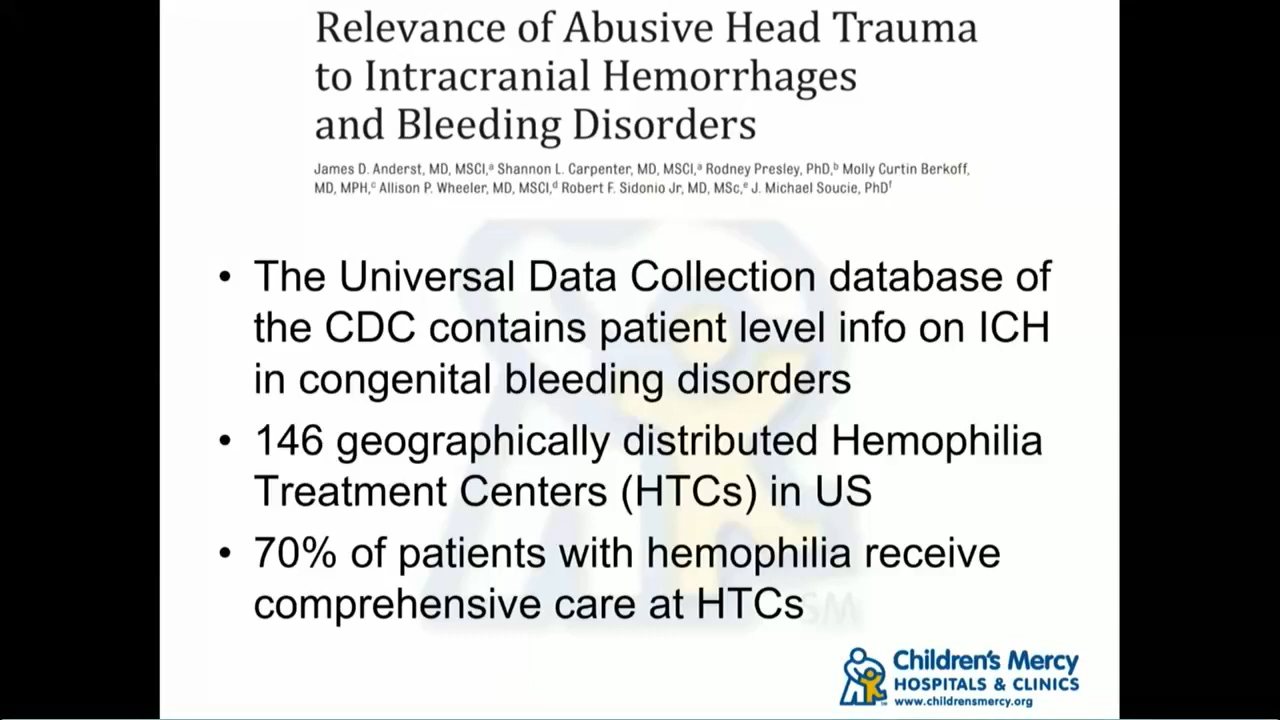 Relevance of Abusive Head Trauma
to Intracranial Hemorrhages
and Bleeding Disorders
James D. Anderst, MD, MSCI,ᵃ Shannon L. Carpenter, MD, MSCI,ᵃ Rodney Presley, PhD,ᵇ Molly Curtin Berkoff,
MD, MPH,ᶜ Allison P. Wheeler, MD, MSCI,ᵈ Robert F. Sidonio Jr, MD, MSc,ᵉ J. Michael Soucie, PhDᶠ
• The Universal Data Collection database of
the CDC contains patient level info on ICH
in congenital bleeding disorders
• 146 geographically distributed Hemophilia
Treatment Centers (HTCs) in US
• 70% of patients with hemophilia receive
comprehensive care at HTCs
SM
Children's Mercy
HOSPITALS & CLINICS
www.childrensmercy.org